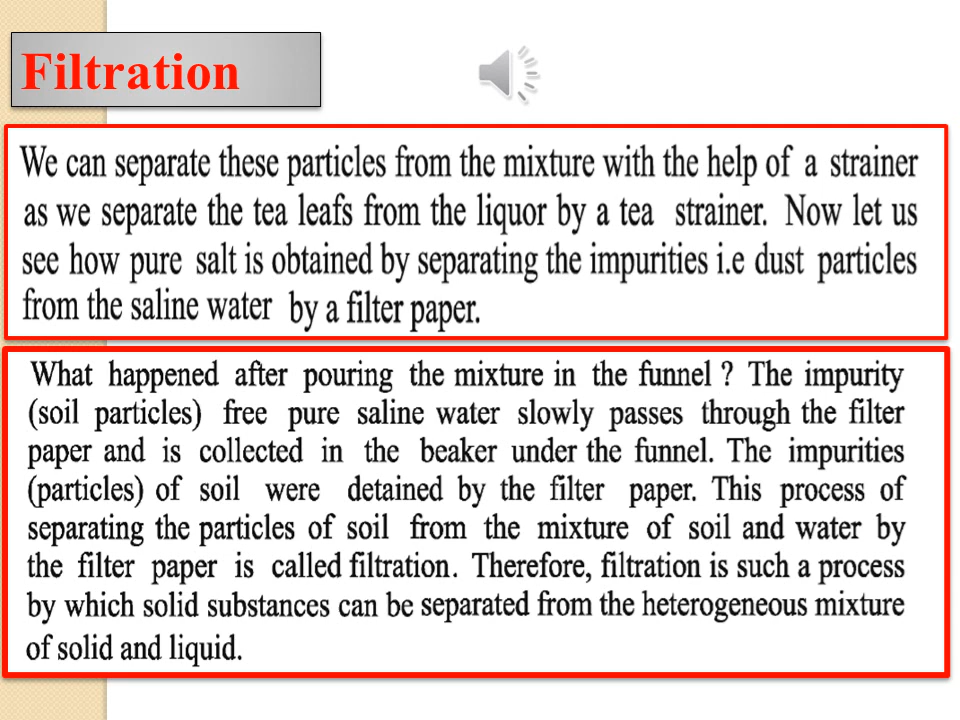 Filtration
We can separate these particles from the mixture with the help of a strainer
as we separate the tea leafs from the liquor by a tea strainer. Now let us
see how pure salt is obtained by separating the impurities i.e dust particles
from the saline water by a filter paper.
What happened after pouring the mixture in the funnel ? The impurity
(soil particles) free pure saline water slowly passes through the filter
paper and is collected in the beaker under the funnel. The impurities
(particles) of soil were detained by the filter paper. This process of
separating the particles of soil from the mixture of soil and water by
the filter paper is called filtration. Therefore, filtration is such a process
by which solid substances can be separated from the heterogeneous mixture
of solid and liquid.